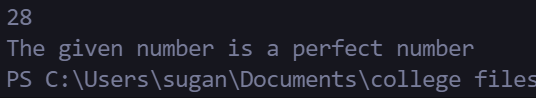 28
The given number is a perfect number
PS C:\Users\sugan\Documents\college files